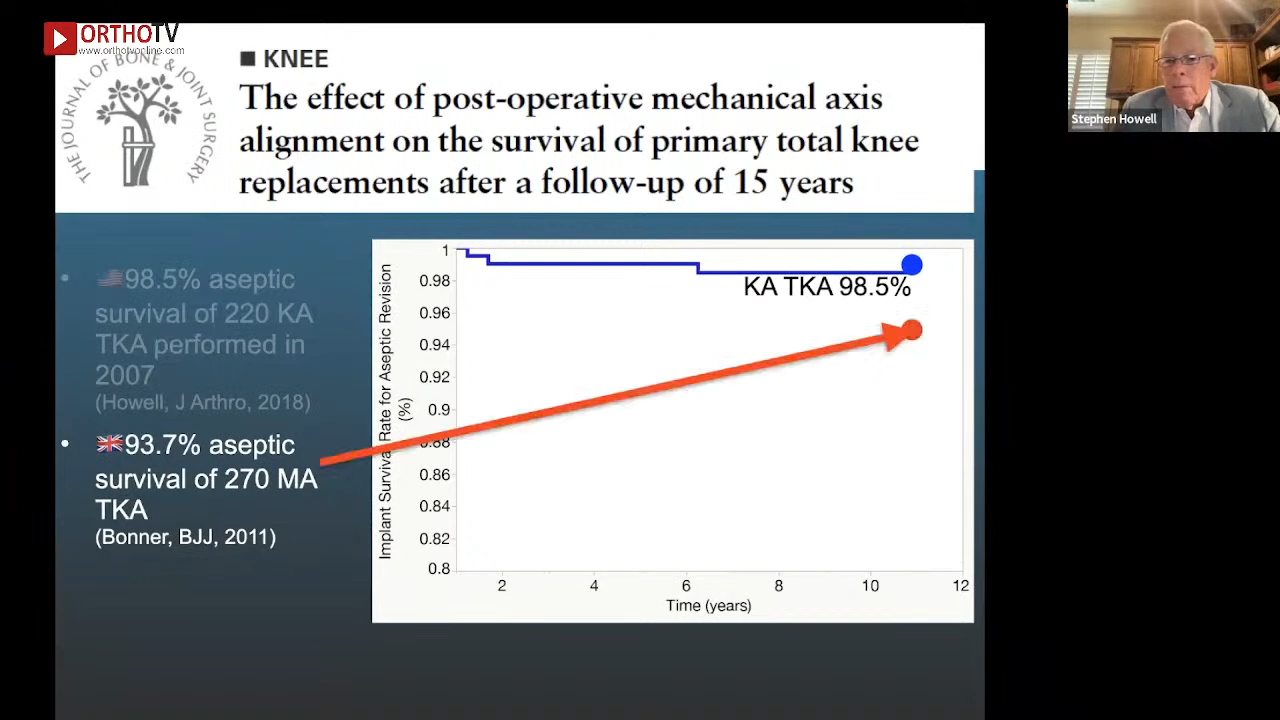 ORTHOTV
www.orthotvonline.com
THE JOURNAL OF BONE & JOINT SURGERY
■ KNEE
The effect of post-operative mechanical axis
alignment on the survival of primary total knee
replacements after a follow-up of 15 years
Stephen Howell
• 98.5% aseptic
survival of 220 KA
TKA performed in
2007
(Howell, J Arthro, 2018)
• 93.7% aseptic
survival of 270 MA
TKA
(Bonner, BJJ, 2011)
Implant Survival Rate for Aseptic Revision
(%)
1
0.98
0.96
0.94
0.92
0.9
0.88
0.86
0.84
0.82
0.8
KA TKA 98.5%
2 4 6 8 10 12
Time (years)